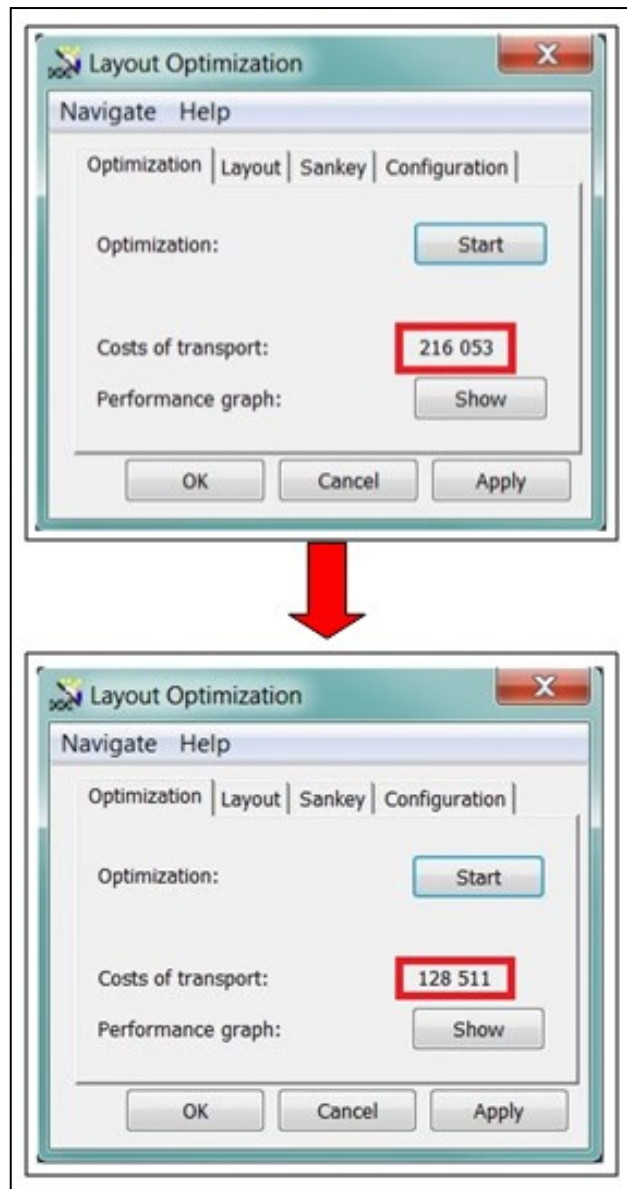 Layout Optimization
Navigate Help
Optimization Layout Sankey Configuration
Optimization: Start
Costs of transport: 216 053
Performance graph: Show
OK Cancel Apply
Layout Optimization
Navigate Help
Optimization Layout Sankey Configuration
Optimization: Start
Costs of transport: 128 511
Performance graph: Show
OK Cancel Apply